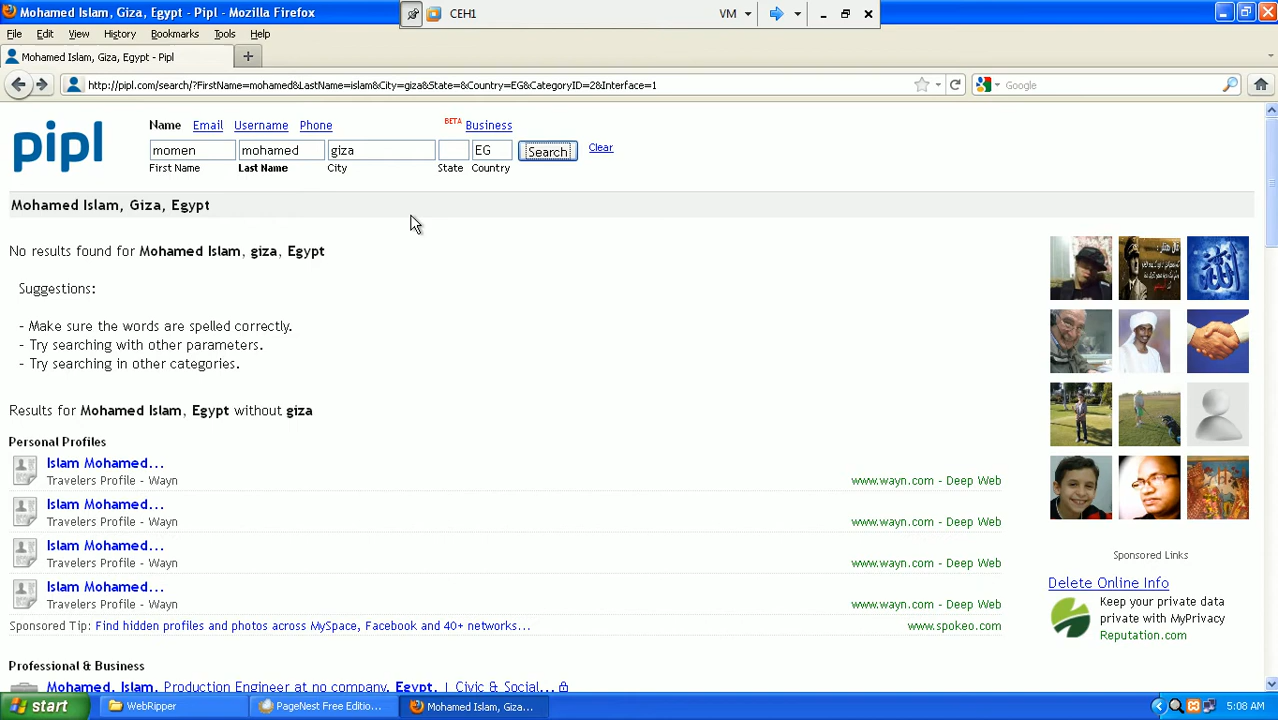 Mohamed Islam, Giza, Egypt - Pipl - Mozilla Firefox
CEH1
VM
File Edit View History Bookmarks Tools Help
Mohamed Islam, Giza, Egypt - Pipl
http://pipl.com/search/?FirstName=mohamed&LastName=islam&City=giza&State=&Country=EG&CategoryID=2&Interface=1
Google
pipl
Name Email Username Phone BETA Business
momen mohamed giza EG Search Clear
First Name Last Name City State Country
Mohamed Islam, Giza, Egypt
No results found for Mohamed Islam, giza, Egypt
Suggestions:
- Make sure the words are spelled correctly.
- Try searching with other parameters.
- Try searching in other categories.
Results for Mohamed Islam, Egypt without giza
Personal Profiles
Islam Mohamed...
Travelers Profile - Wayn www.wayn.com - Deep Web
Islam Mohamed...
Travelers Profile - Wayn www.wayn.com - Deep Web
Islam Mohamed...
Travelers Profile - Wayn www.wayn.com - Deep Web
Islam Mohamed...
Travelers Profile - Wayn www.wayn.com - Deep Web
Sponsored Tip: Find hidden profiles and photos across MySpace, Facebook and 40+ networks... www.spokeo.com
Professional & Business
Mohamed, Islam, Production Engineer at no company, Egypt, | Civic & Social...
الله
Sponsored Links
Delete Online Info
Keep your private data
private with MyPrivacy
Reputation.com
start WebRipper PageNest Free Editio... Mohamed Islam, Giza,... 5:08 AM